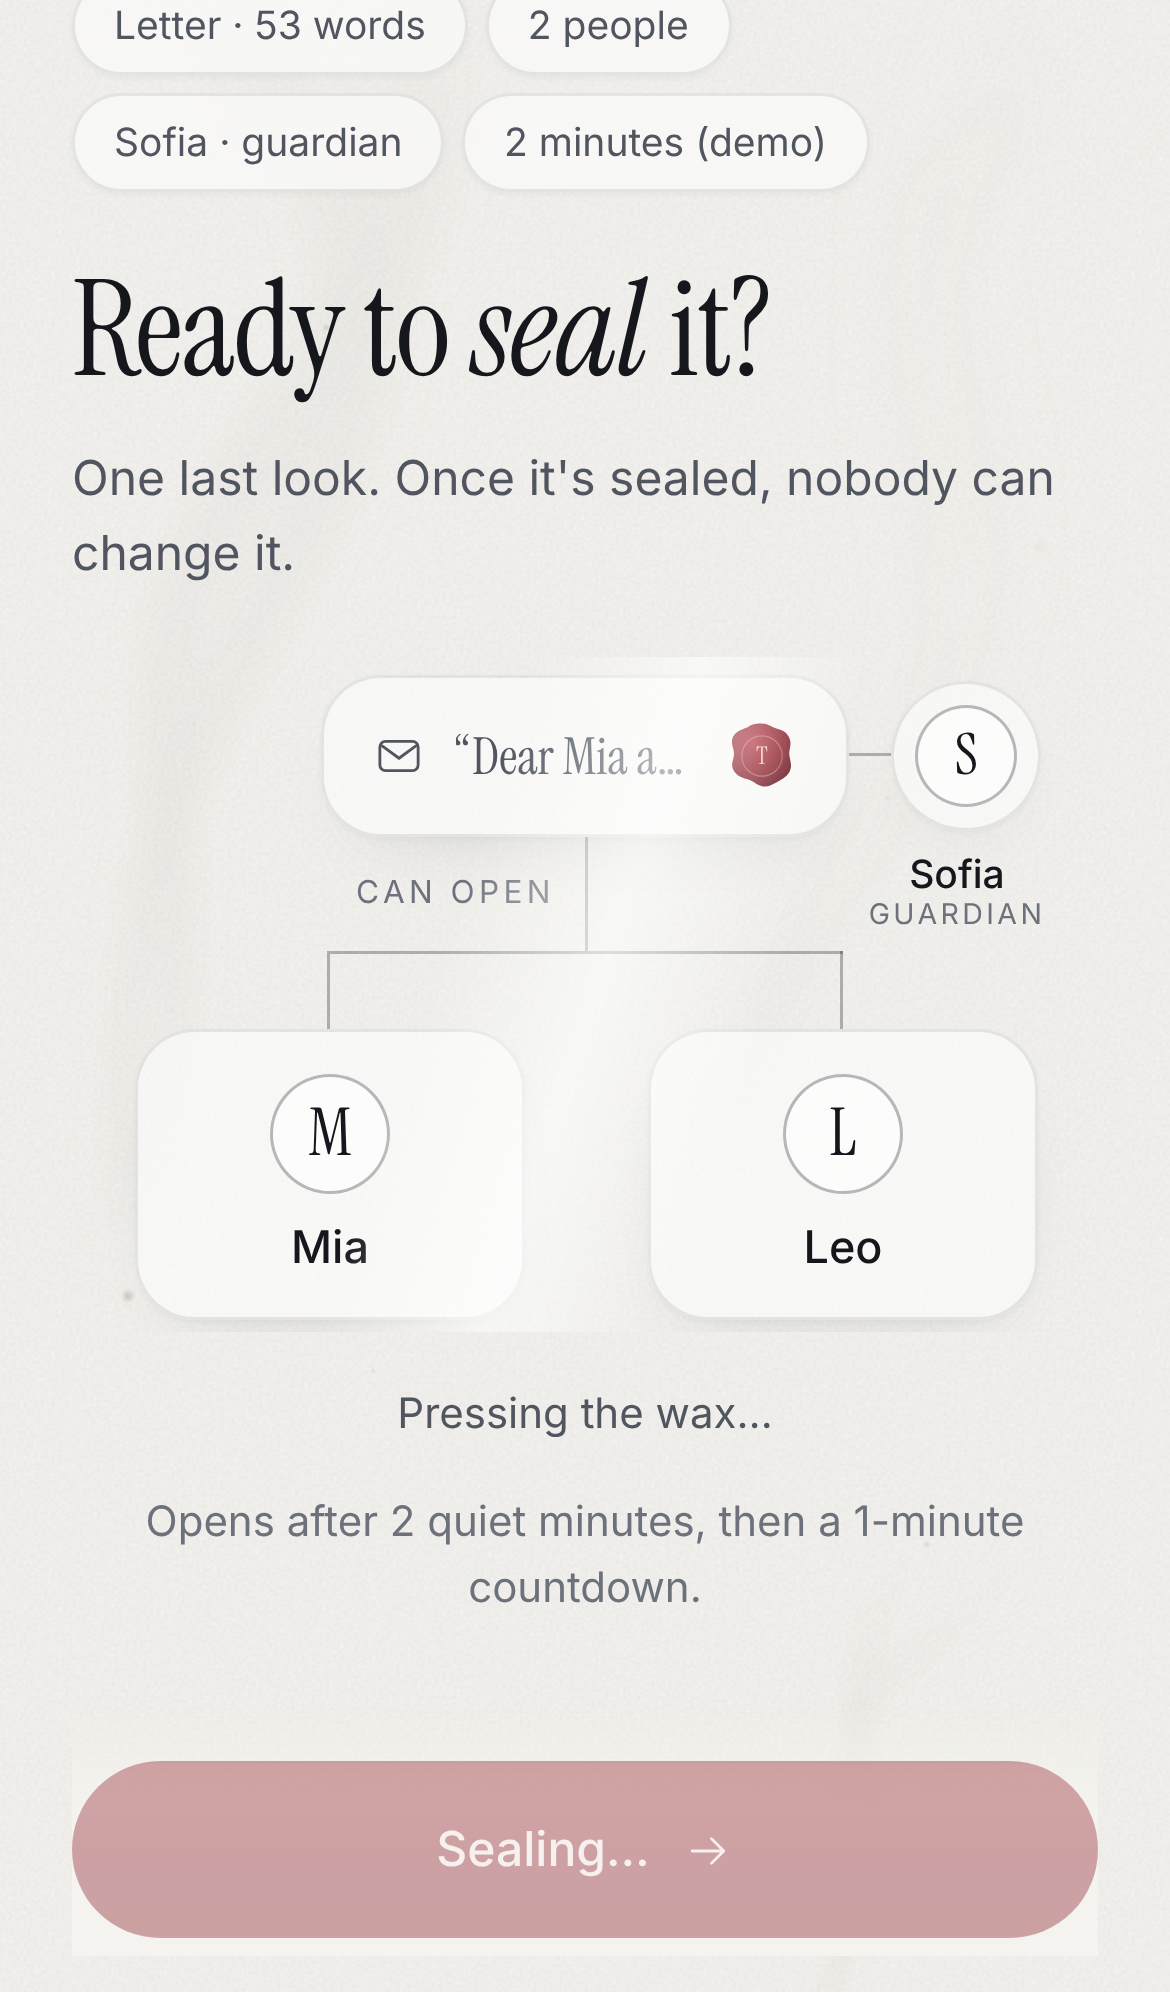 Letter · 53 words
2 people
Sofia · guardian
2 minutes (demo)
Ready to seal it?
One last look. Once it's sealed, nobody can
change it.
“Dear Mia a...
T
S
Sofia
GUARDIAN
CAN OPEN
M
Mia
L
Leo
Pressing the wax...
Opens after 2 quiet minutes, then a 1-minute
countdown.
Sealing... →